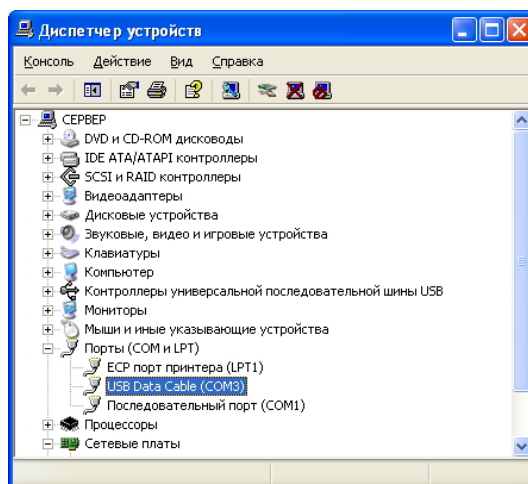 Диспетчер устройств
Консоль Действие Вид Справка
СЕРВЕР
DVD и CD-ROM дисководы
IDE ATA/ATAPI контроллеры
SCSI и RAID контроллеры
Видеоадаптеры
Дисковые устройства
Звуковые, видео и игровые устройства
Клавиатуры
Компьютер
Контроллеры универсальной последовательной шины USB
Мониторы
Мыши и иные указывающие устройства
Порты (COM и LPT)
ECP порт принтера (LPT1)
USB Data Cable (COM3)
Последовательный порт (COM1)
Процессоры
Сетевые платы